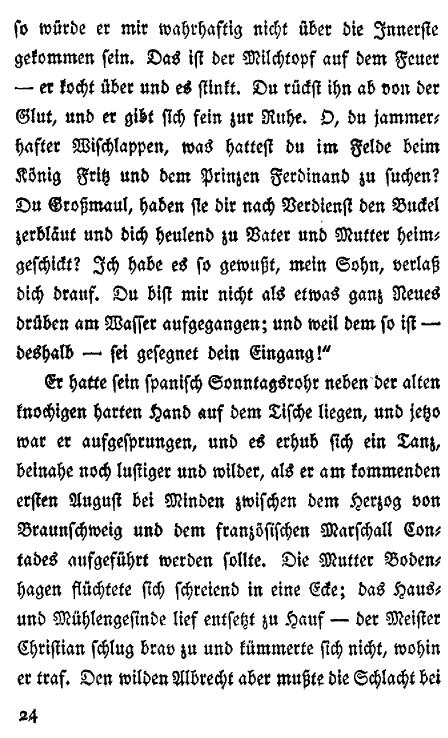 so würde er mir wahrhaftig nicht über die Innerste
gekommen sein. Das ist der Milchtopf auf dem Feuer
— er kocht über und es stinkt. Du rückst ihn ab von der
Glut, und er gibt sich fein zur Ruhe. O, du jammer-
hafter Wischlappen, was hattest du im Felde beim
König Fritz und dem Prinzen Ferdinand zu suchen?
Du Großmaul, haben sie dir nach Verdienst den Buckel
zerbläut und dich heulend zu Vater und Mutter heim-
geschickt? Ich habe es so gewußt, mein Sohn, verlaß
dich drauf. Du bist mir nicht als etwas ganz Neues
drüben am Wasser aufgegangen; und weil dem so ist —
deshalb — sei gesegnet dein Eingang!“
Er hatte sein spanisch Sonntagsrohr neben der alten
knochigen harten Hand auf dem Tische liegen, und jetzo
war er aufgesprungen, und es erhub sich ein Tanz,
beinahe noch lustiger und wilder, als er am kommenden
ersten August bei Minden zwischen dem Herzog von
Braunschweig und dem französischen Marschall Con-
tades aufgeführt werden sollte. Die Mutter Boden-
hagen flüchtete sich schreiend in eine Ecke; das Haus-
und Mühlengesinde lief entsetzt zu Hauf — der Meister
Christian schlug brav zu und kümmerte sich nicht, wohin
er traf. Den wilden Albrecht aber mußte die Schlacht bei
24